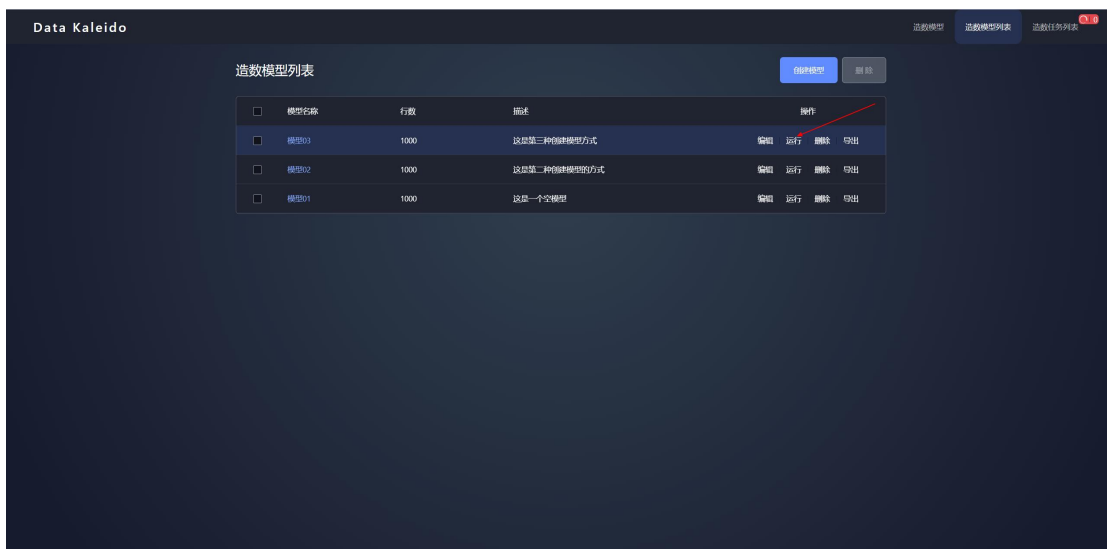 Data Kaleido 造数模型 造数模型列表 造数任务列表 0
造数模型列表 创建模型 删除
模型名称 行数 描述 操作
模型03 1000 这是第三种创建模型方式 编辑 运行 删除 导出
模型02 1000 这是第二种创建模型的方式 编辑 运行 删除 导出
模型01 1000 这是一个空模型 编辑 运行 删除 导出